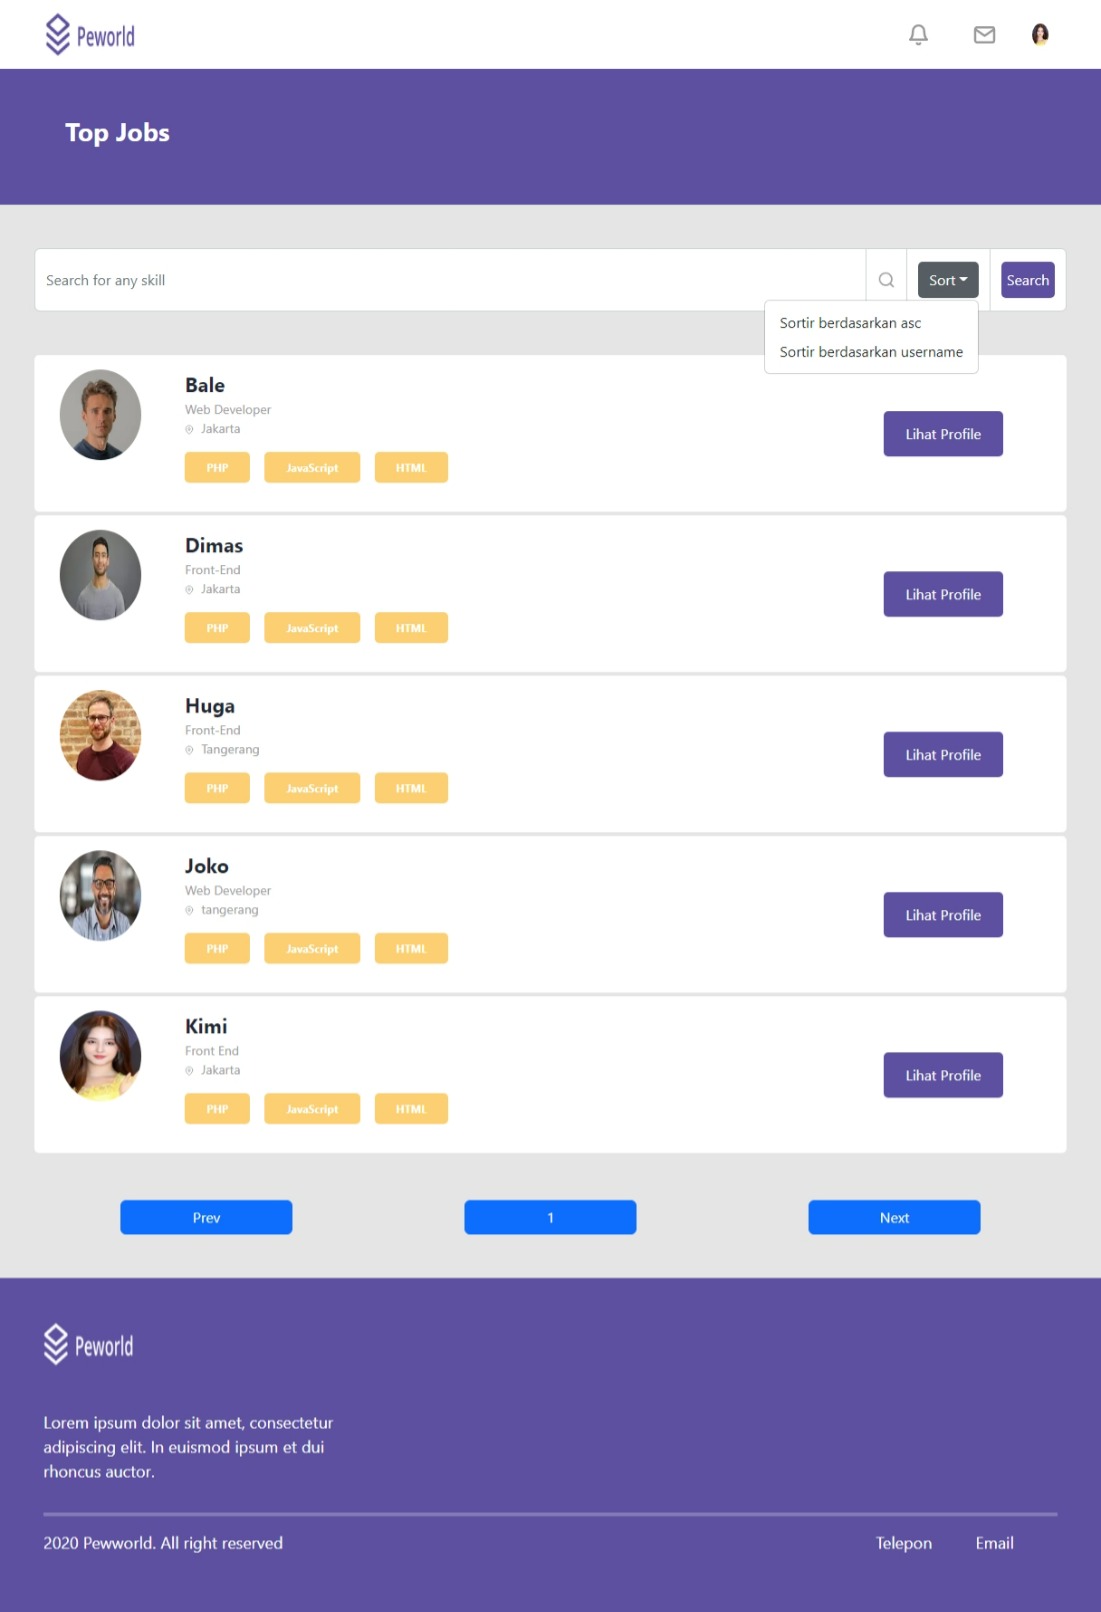 Peworld
Top Jobs
Search for any skill
Sort
Search
Sortir berdasarkan asc
Sortir berdasarkan username
Bale
Web Developer
Jakarta
PHP JavaScript HTML
Lihat Profile
Dimas
Front-End
Jakarta
PHP JavaScript HTML
Lihat Profile
Huga
Front-End
Tangerang
PHP JavaScript HTML
Lihat Profile
Joko
Web Developer
tangerang
PHP JavaScript HTML
Lihat Profile
Kimi
Front End
Jakarta
PHP JavaScript HTML
Lihat Profile
Prev 1 Next
Peworld
Lorem ipsum dolor sit amet, consectetur
adipiscing elit. In euismod ipsum et dui
rhoncus auctor.
2020 Pewworld. All right reserved
Telepon Email